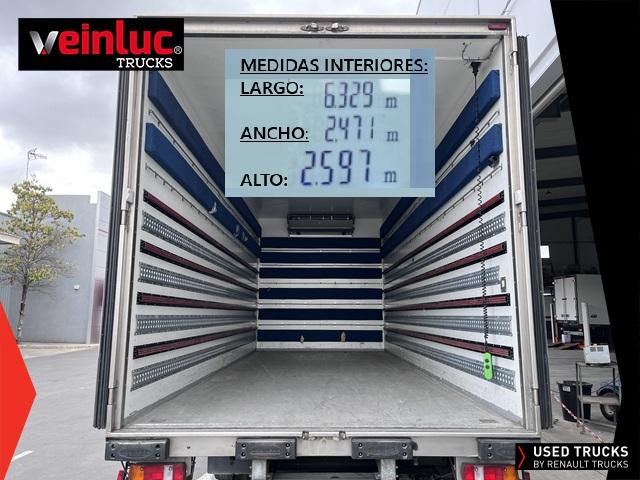 veinluc®
TRUCKS
MEDIDAS INTERIORES:
LARGO: 6.329 m
ANCHO: 2.471 m
ALTO: 2.597 m
USED TRUCKS
BY RENAULT TRUCKS